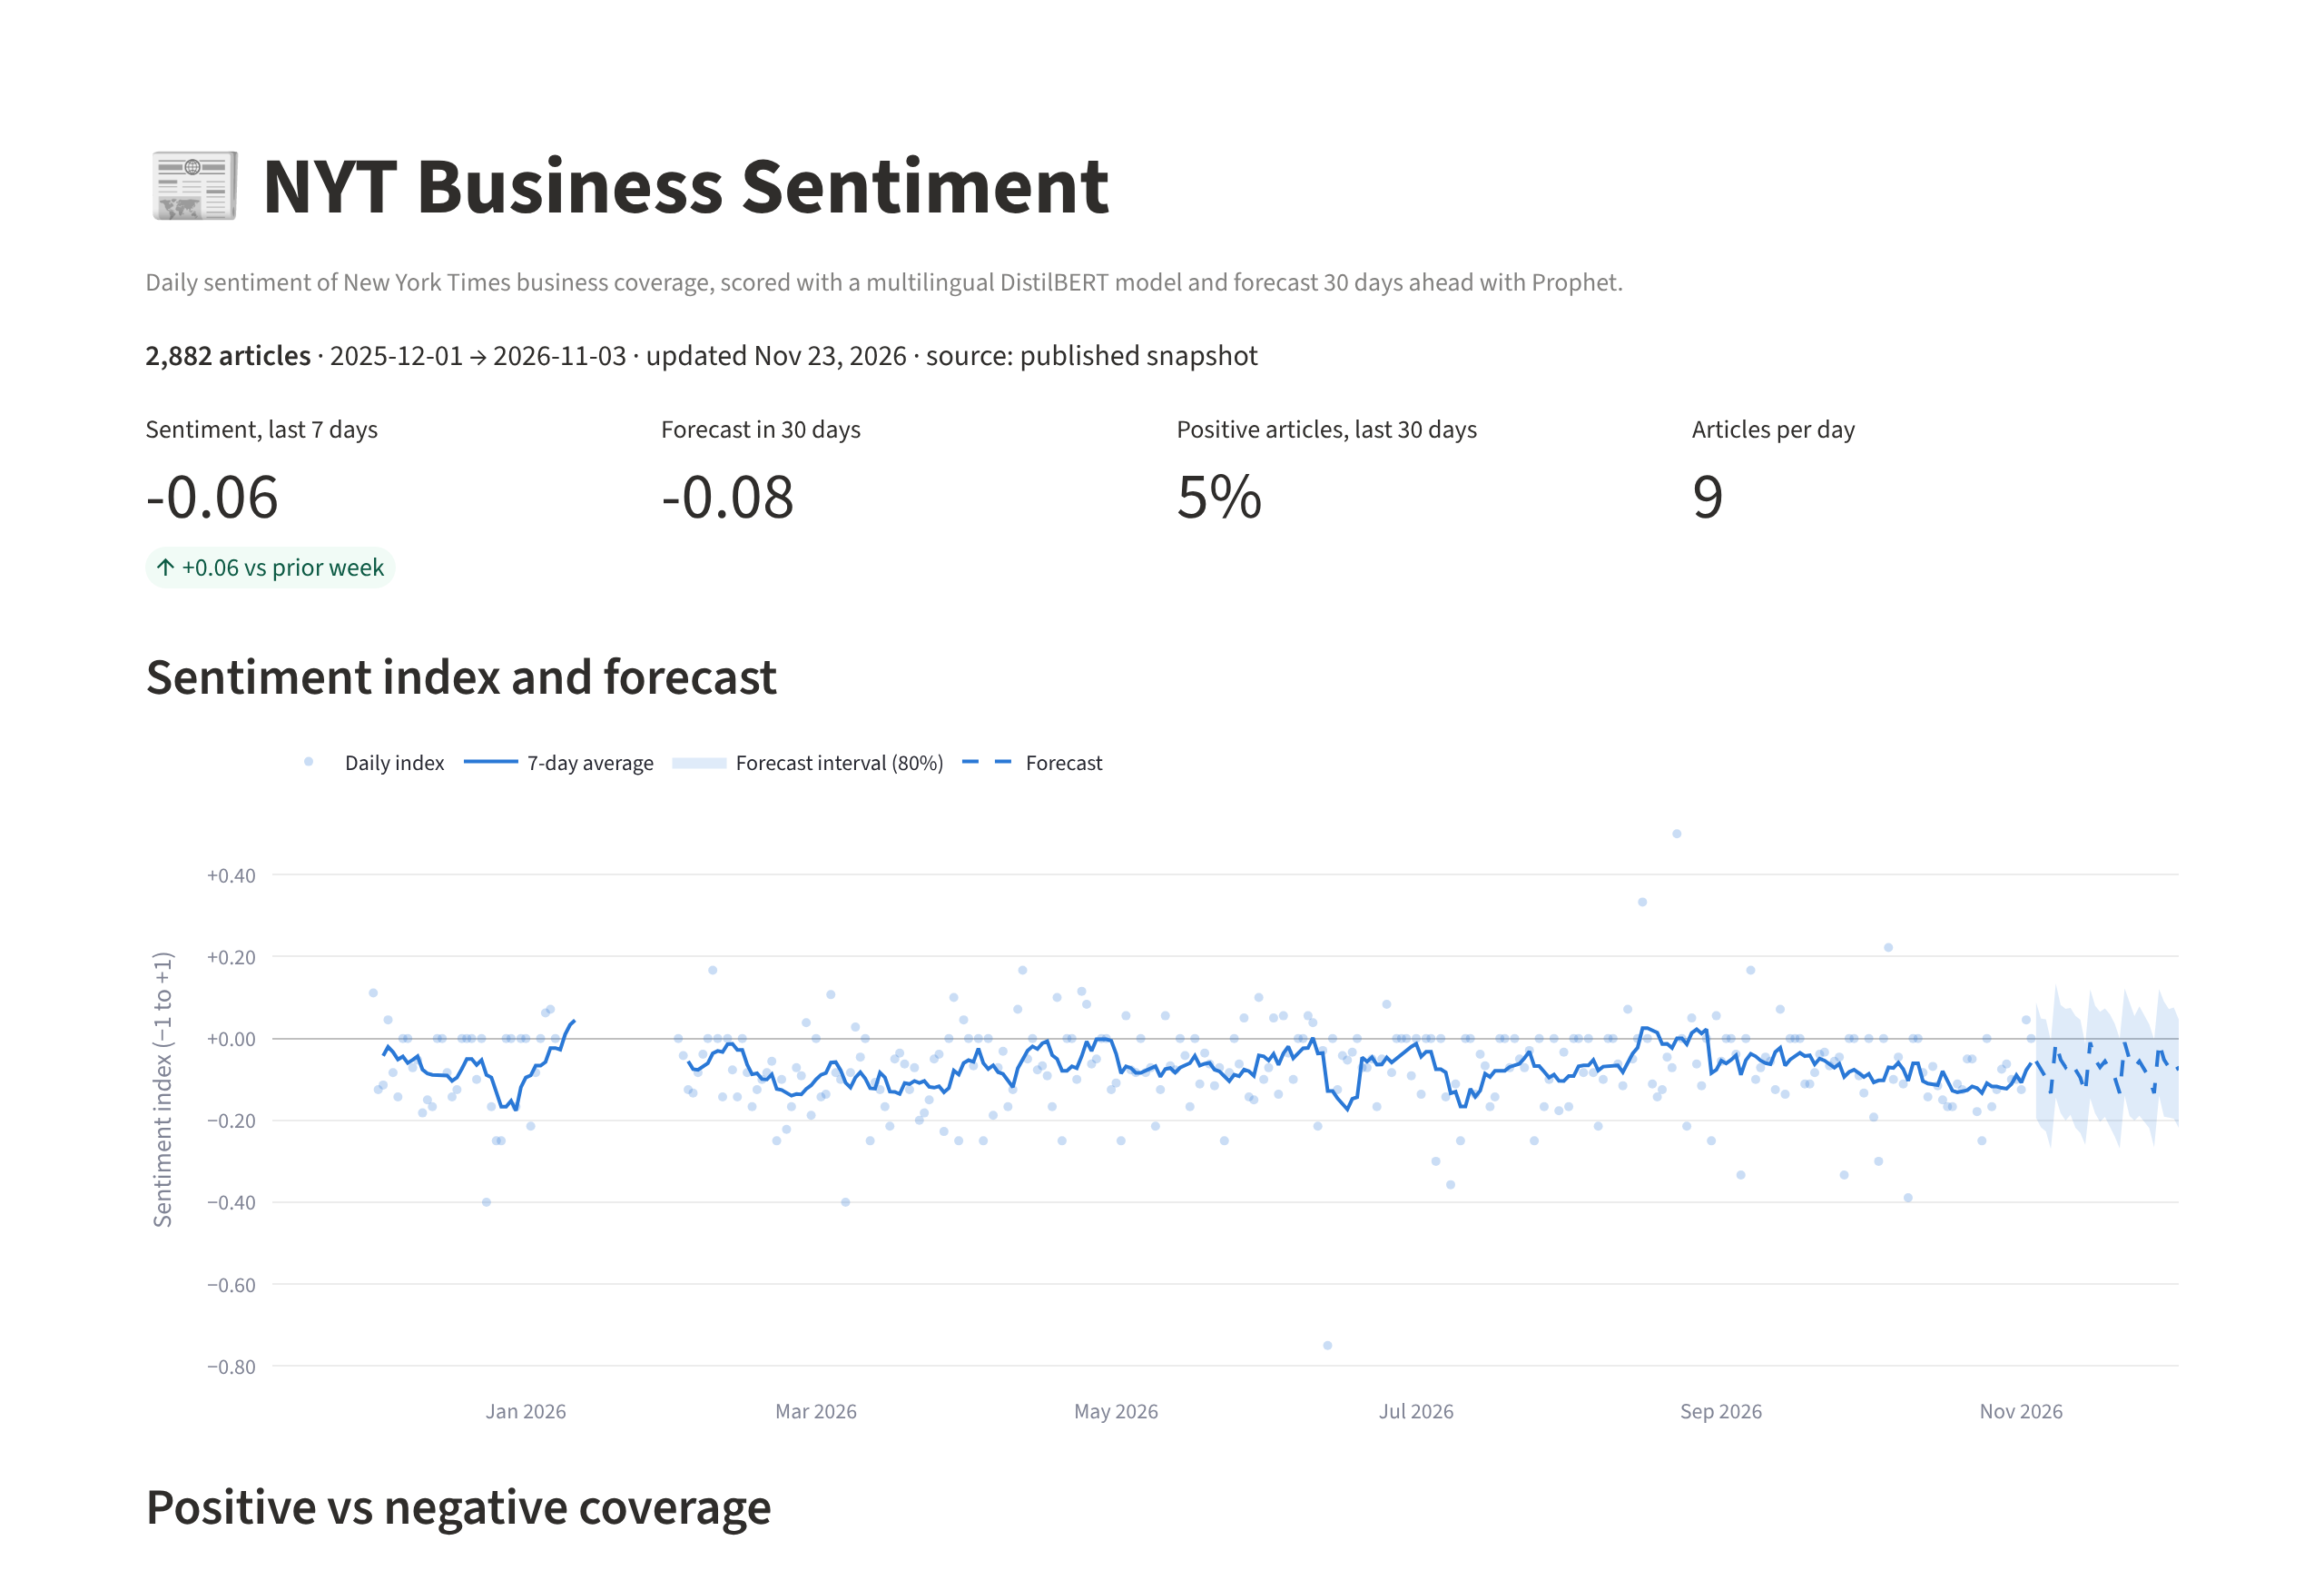 NYT Business Sentiment
Daily sentiment of New York Times business coverage, scored with a multilingual DistilBERT model and forecast 30 days ahead with Prophet.
2,882 articles · 2025-12-01 → 2026-11-03 · updated Nov 23, 2026 · source: published snapshot
Sentiment, last 7 days
-0.06
↑ +0.06 vs prior week
Forecast in 30 days
-0.08
Positive articles, last 30 days
5%
Articles per day
9
Sentiment index and forecast
Daily index
7-day average
Forecast interval (80%)
Forecast
Sentiment index (−1 to +1)
+0.40
+0.20
+0.00
−0.20
−0.40
−0.60
−0.80
Jan 2026
Mar 2026
May 2026
Jul 2026
Sep 2026
Nov 2026
Positive vs negative coverage